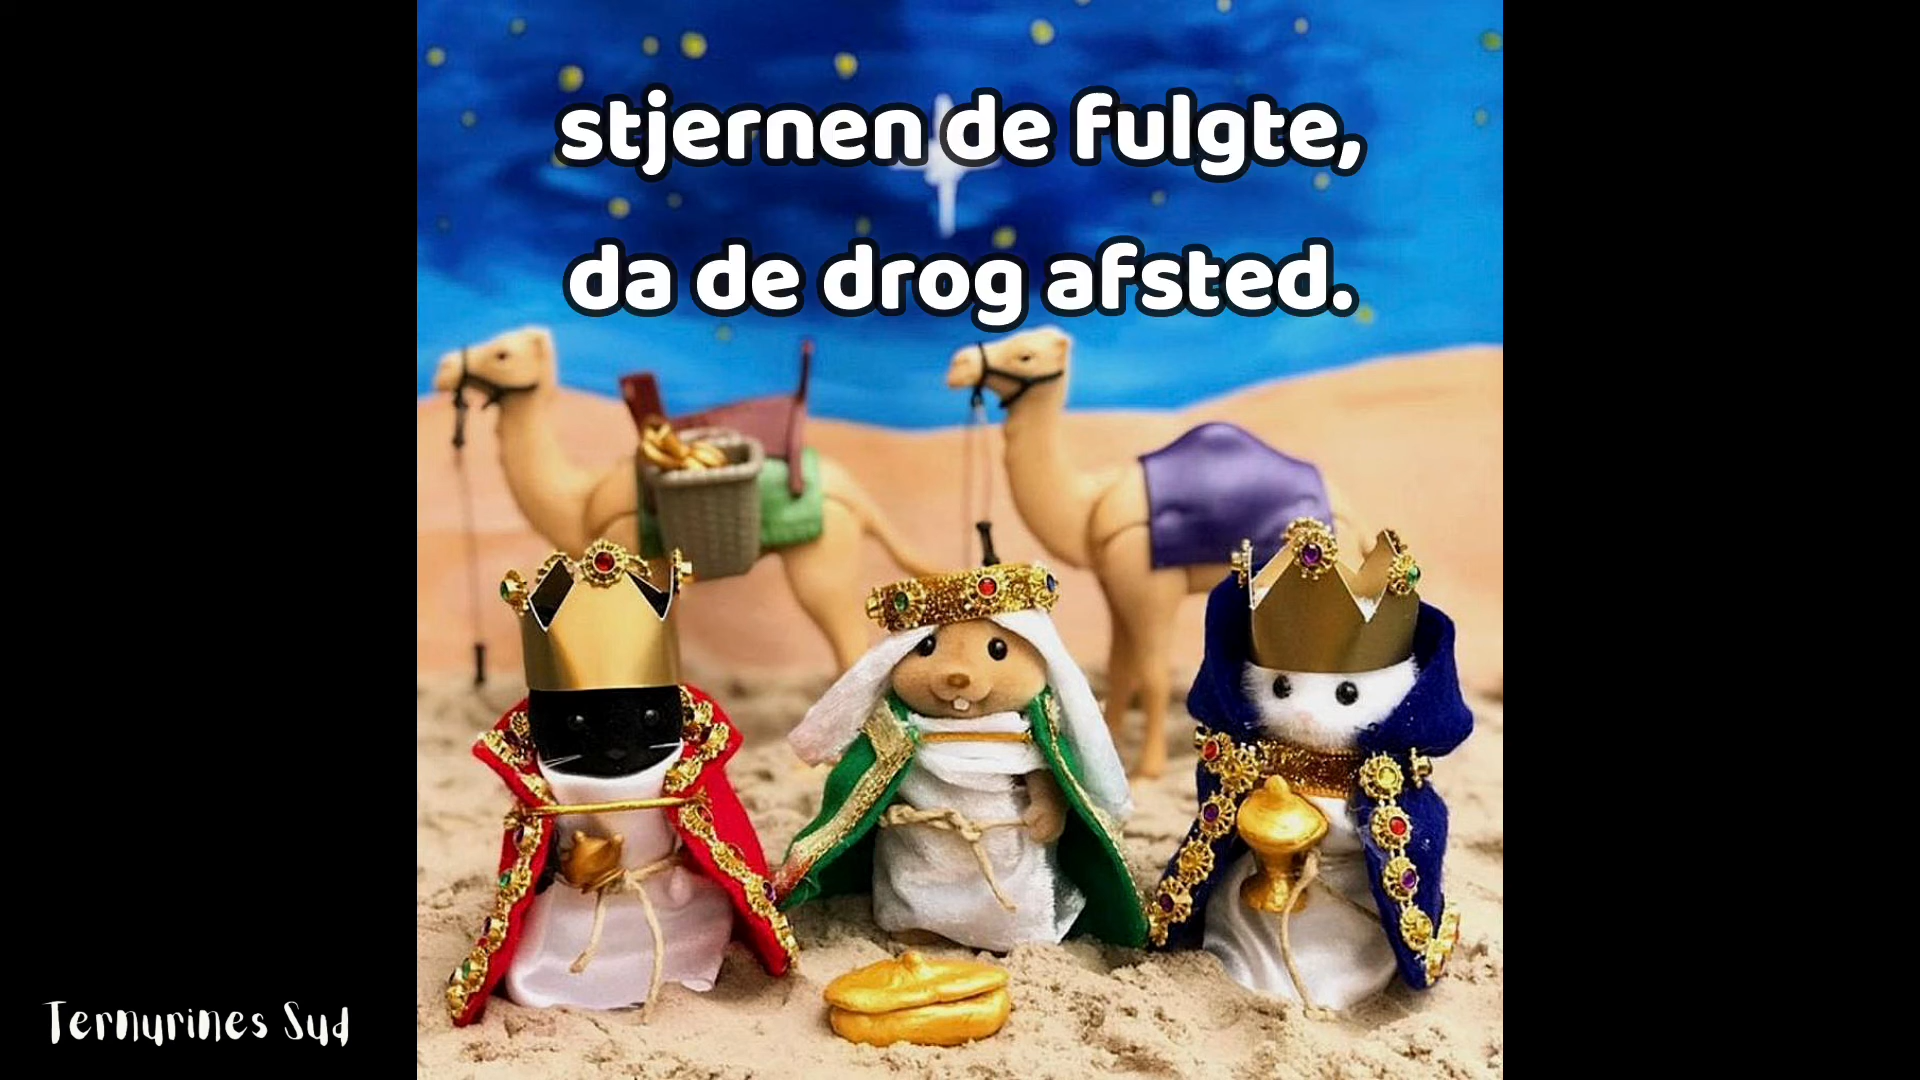 stjernen de fulgte,
da de drog afsted.
Ternurines Syd